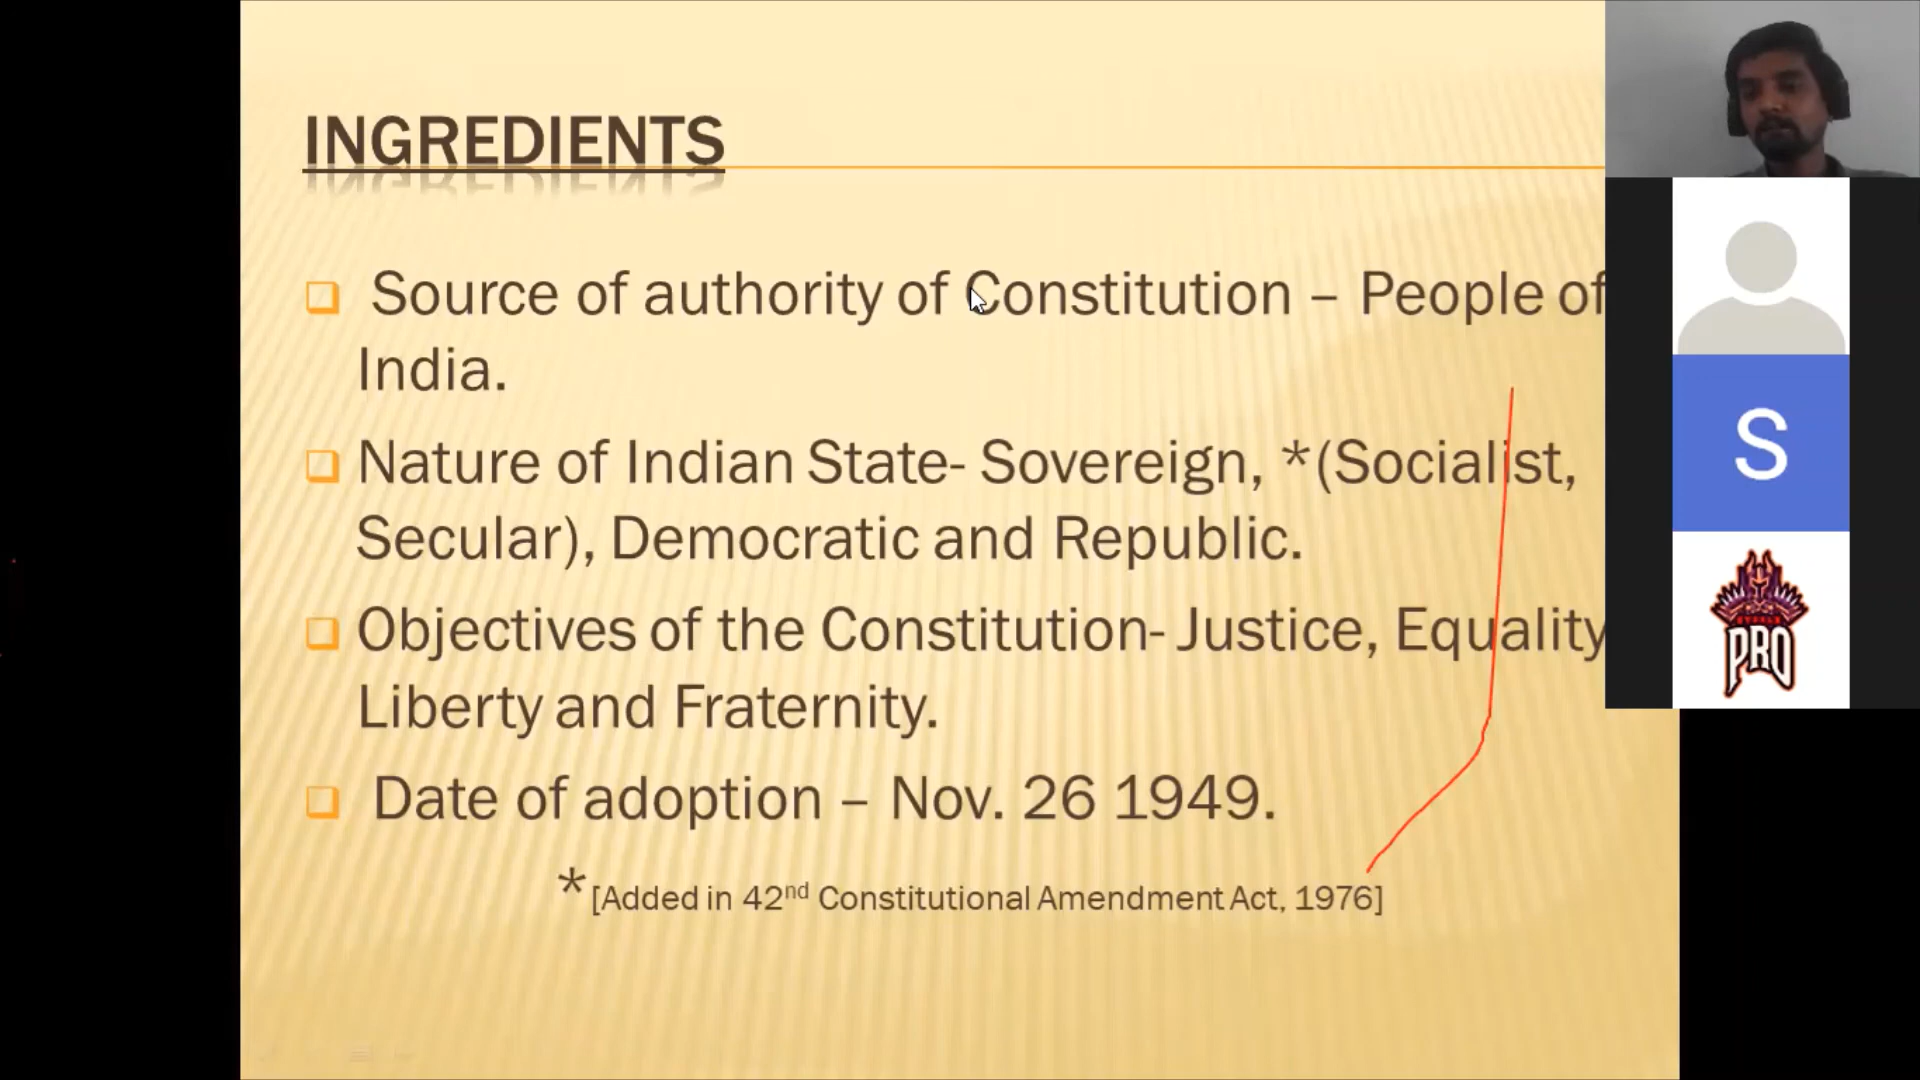 INGREDIENTS
Source of authority of Constitution – People of
India.
Nature of Indian State- Sovereign, *(Socialist,
Secular), Democratic and Republic.
Objectives of the Constitution- Justice, Equality
Liberty and Fraternity.
Date of adoption – Nov. 26 1949.
*[Added in 42nd Constitutional Amendment Act, 1976]
S
PRO